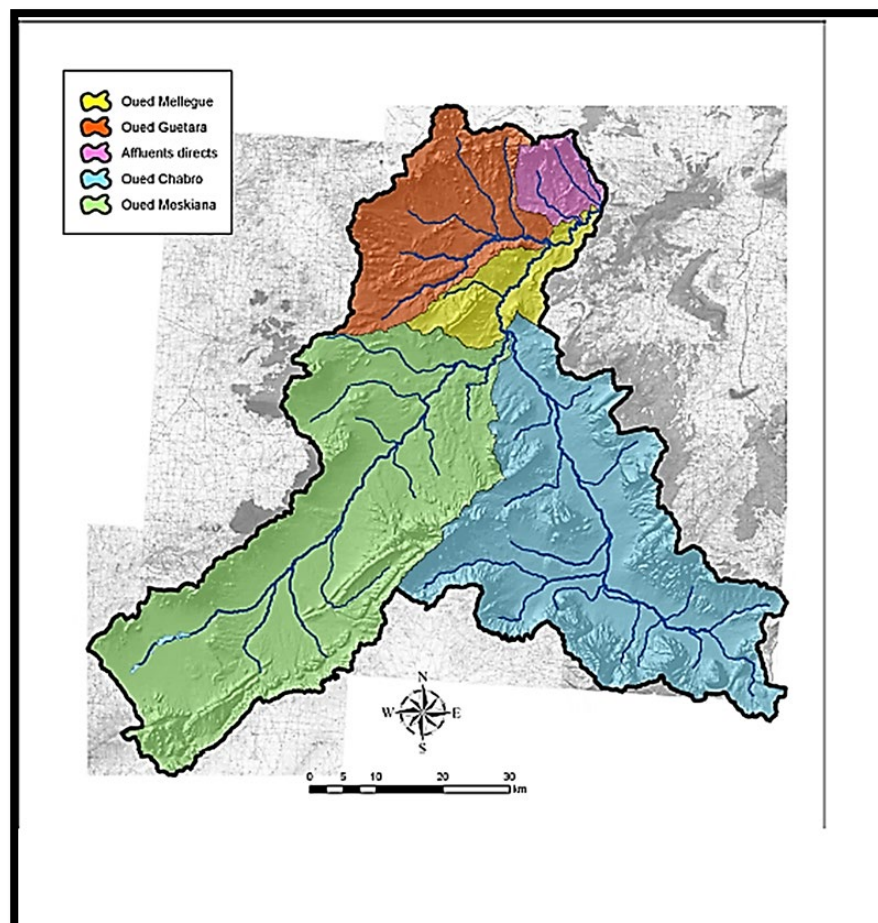 Oued Mellegue
Oued Guetara
Affluents directs
Oued Chabro
Oued Meskiana
N
W E
S
0 5 10 20 30
km